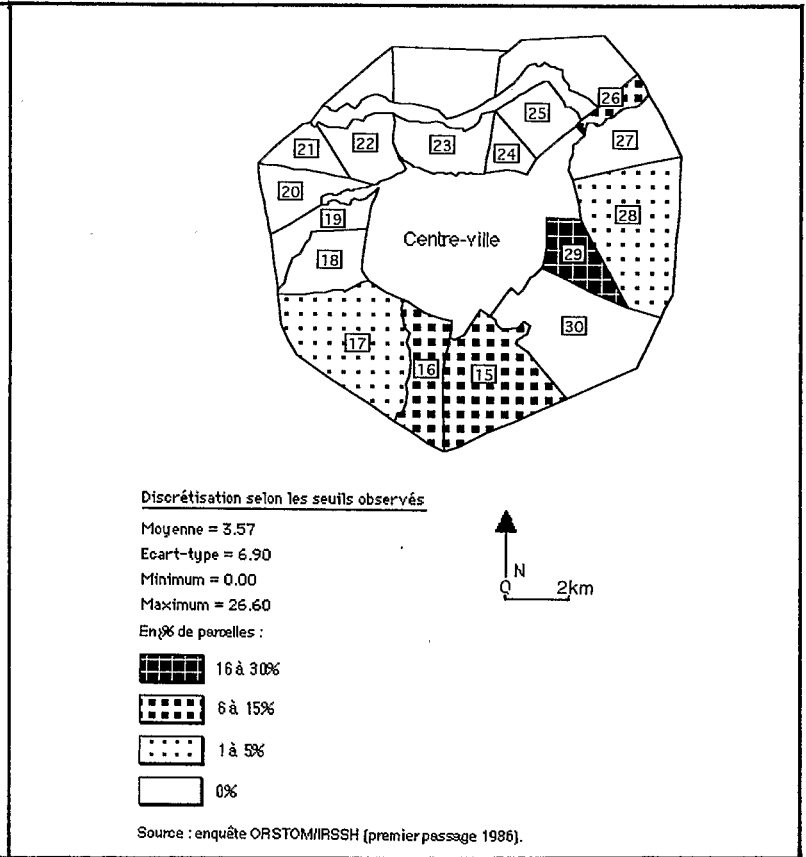 26
25
27
21
22
23
24
20
28
19
Centre-ville
29
18
30
17
16
15
Discrétisation selon les seuils observés
Moyenne = 3.57
Ecart-type = 6.90
N
Minimum = 0.00
0 2km
Maximum = 26.60
En % de parcelles :
16 à 30%
6 à 15%
1 à 5%
0%
Source : enquête ORSTOM/IRSSH (premier passage 1986).